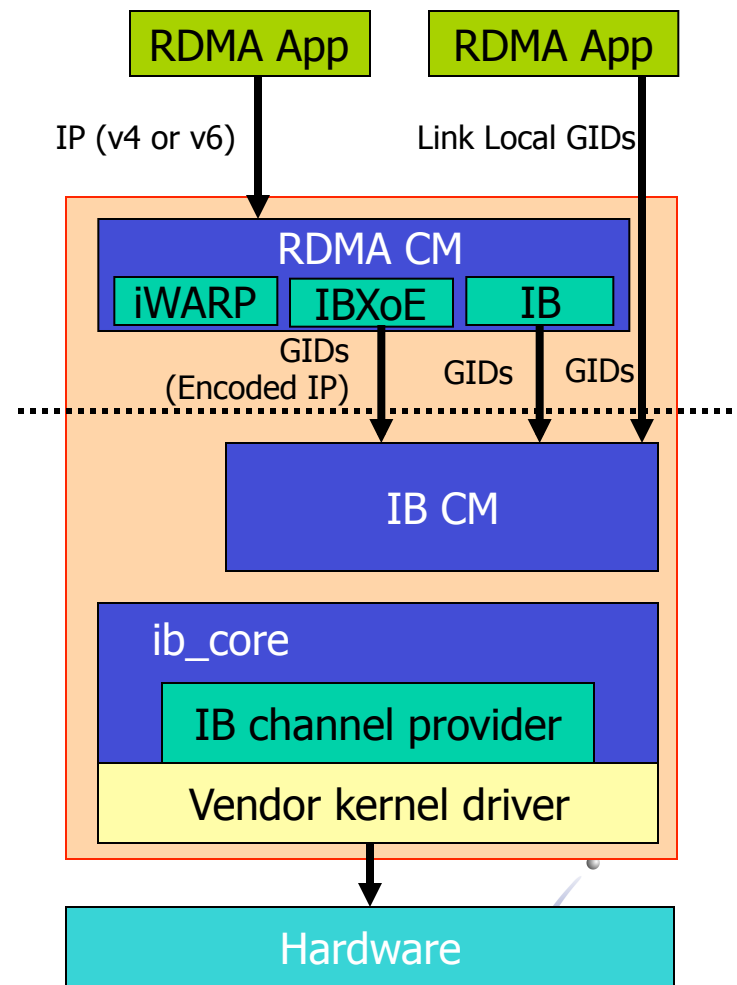 RDMA App
RDMA App
IP (v4 or v6)
Link Local GIDs
RDMA CM
iWARP
IBXoE
IB
GIDs
(Encoded IP)
GIDs
GIDs
IB CM
ib_core
IB channel provider
Vendor kernel driver
Hardware